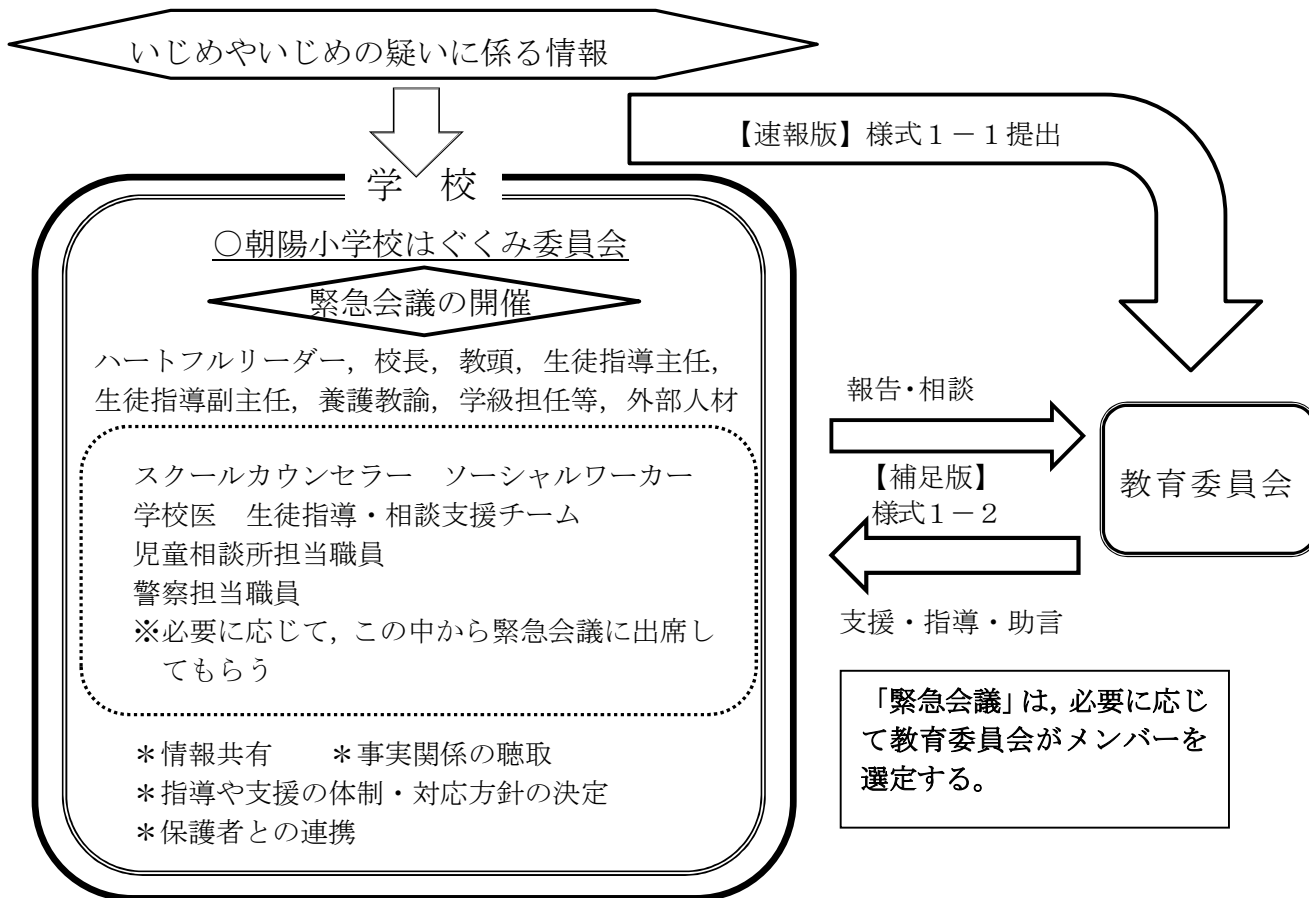 いじめやいじめの疑いに係る情報
【速報版】様式１－１提出
学　校
○朝陽小学校はぐくみ委員会
緊急会議の開催
ハートフルリーダー，校長，教頭，生徒指導主任，
生徒指導副主任，養護教諭，学級担任等，外部人材
スクールカウンセラー　ソーシャルワーカー
学校医　生徒指導・相談支援チーム
児童相談所担当職員
警察担当職員
※必要に応じて，この中から緊急会議に出席し
てもらう
＊情報共有　　＊事実関係の聴取
＊指導や支援の体制・対応方針の決定
＊保護者との連携
報告・相談
【補足版】
様式１－２
支援・指導・助言
教育委員会
「緊急会議」は，必要に応じ
て教育委員会がメンバーを
選定する。